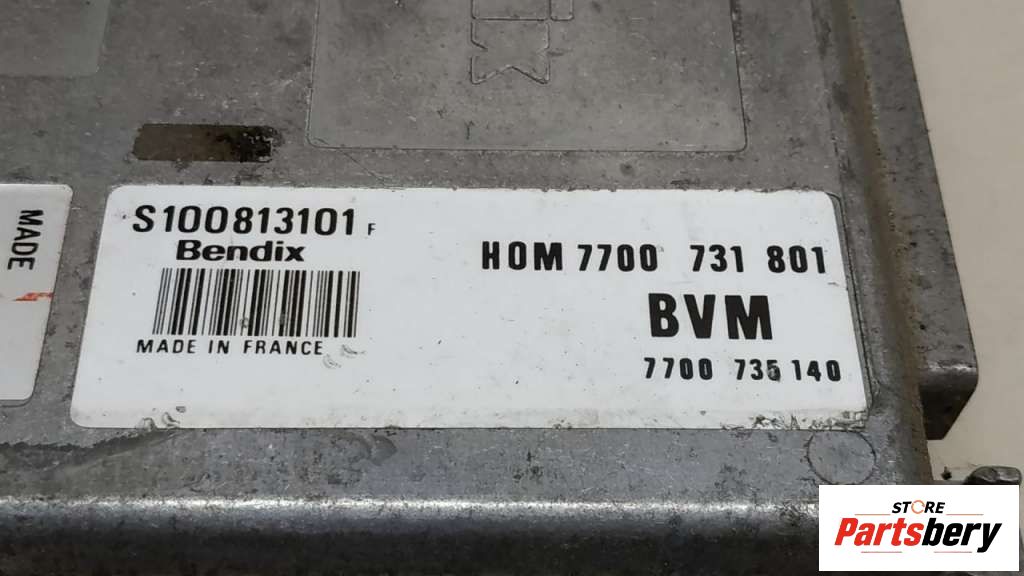 MADE
S100813101 F
Bendix
MADE IN FRANCE
HOM 7700 731 801
BVM
7700 735 140
STORE
Partsbery